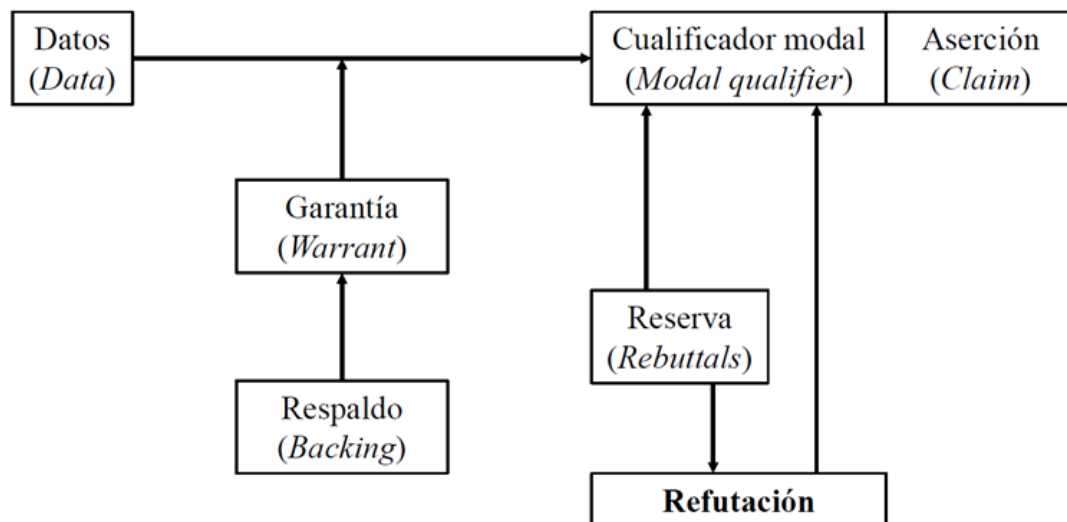 Datos
(Data)
Cualificador modal
(Modal qualifier)
Aserción
(Claim)
Garantía
(Warrant)
Reserva
(Rebuttals)
Respaldo
(Backing)
Refutación